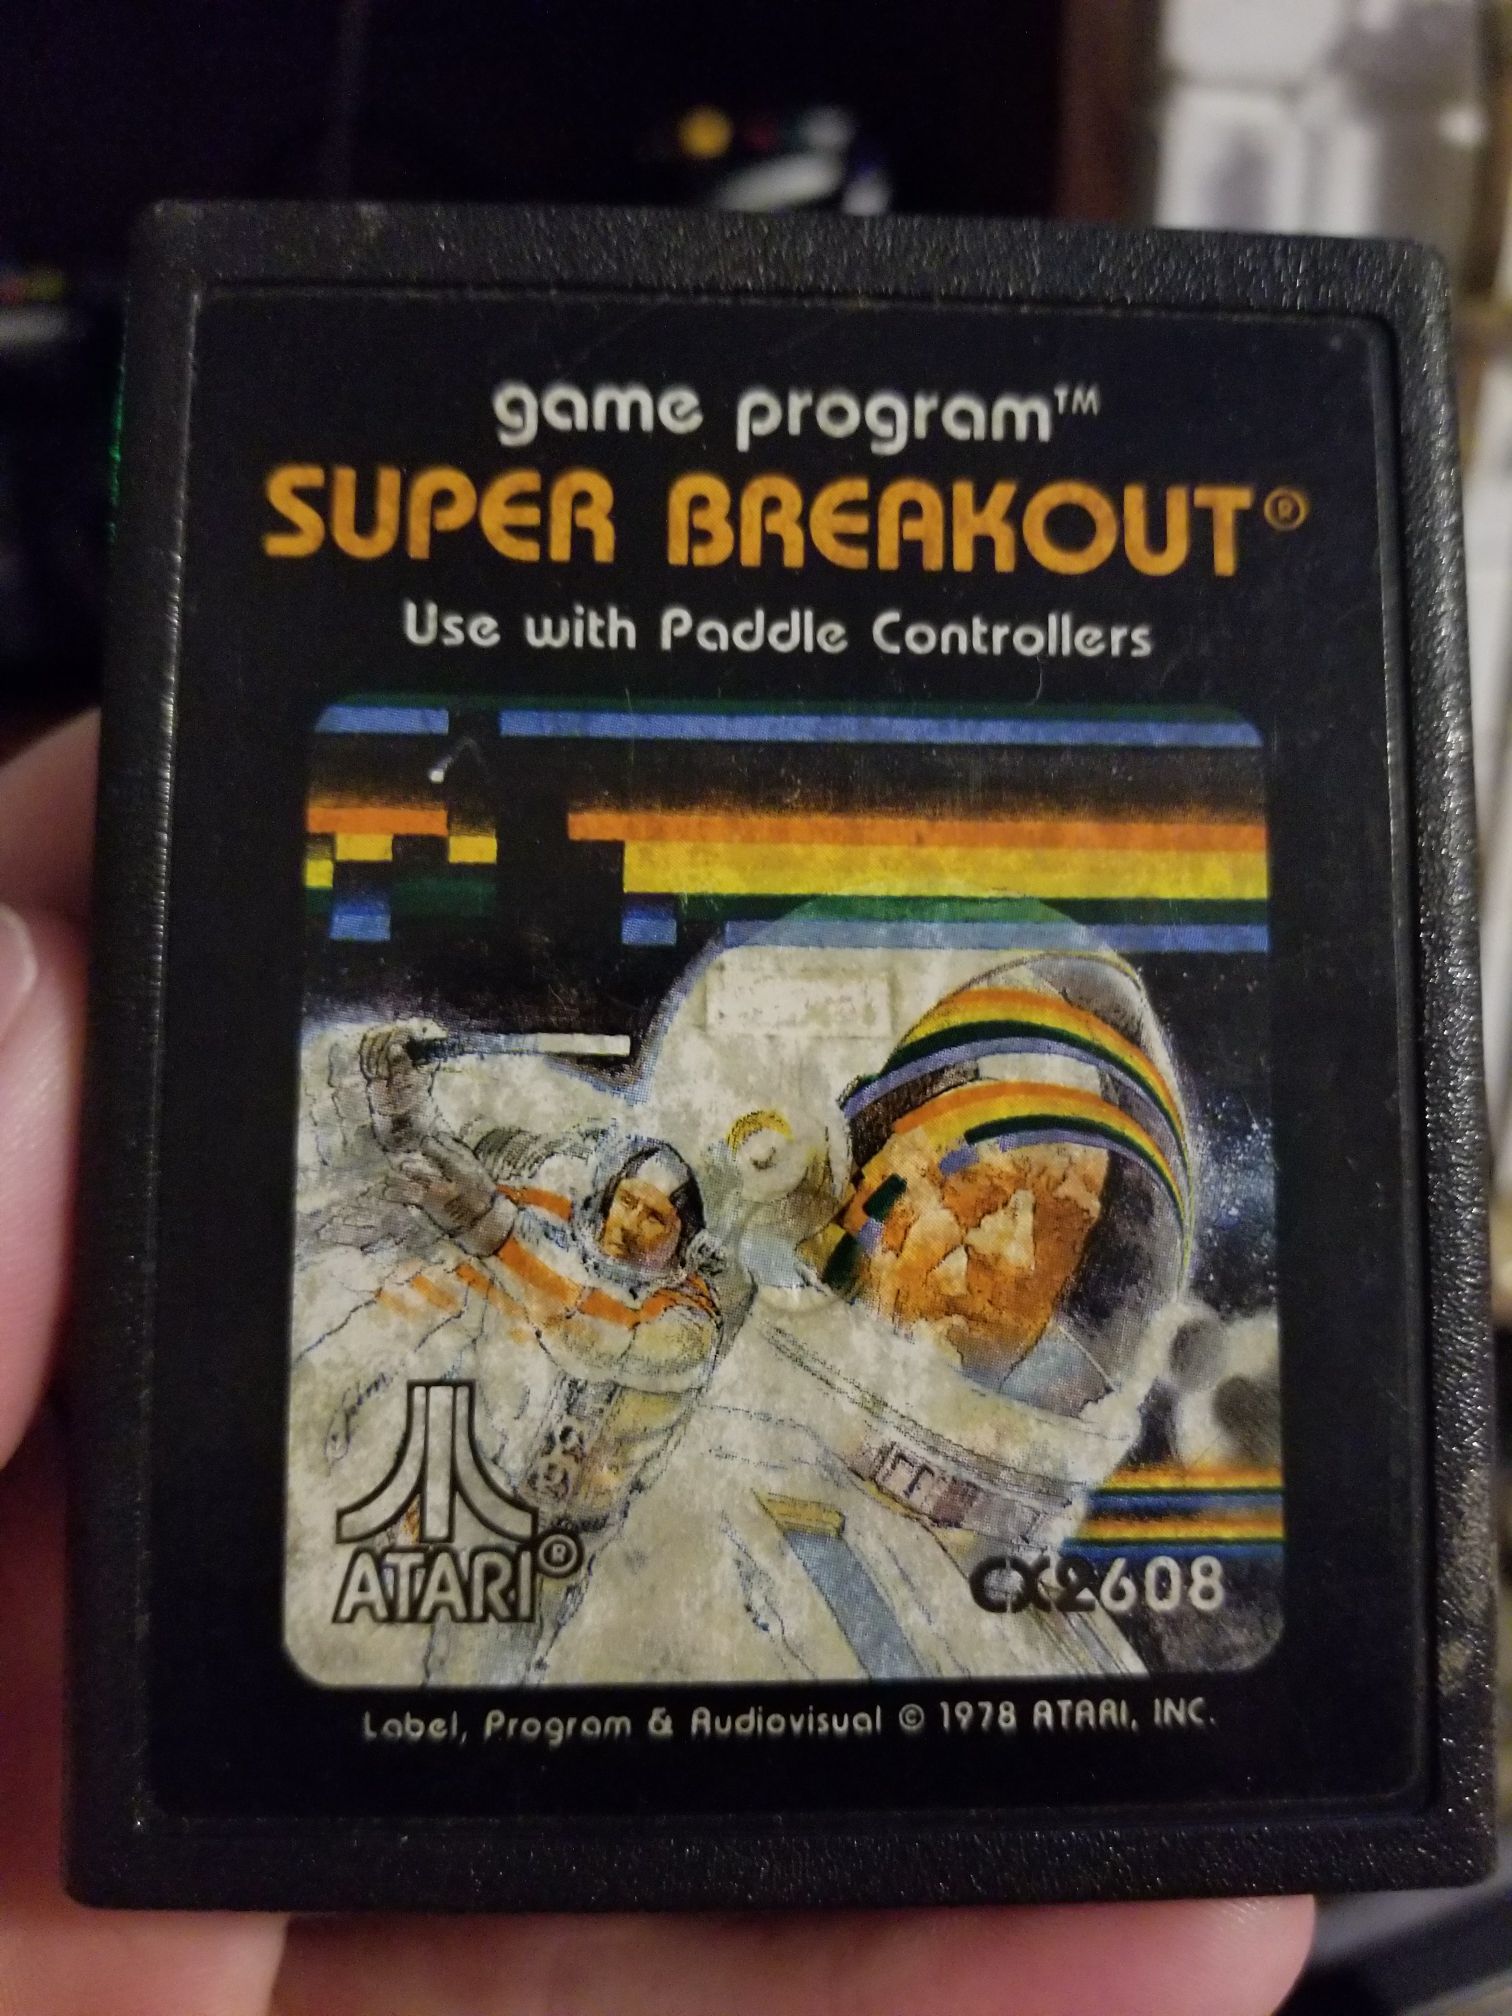 game program™
SUPER BREAKOUT®
Use with Paddle Controllers
ATARI®
CX2608
Label, Program & Audiovisual © 1978 ATARI, INC.